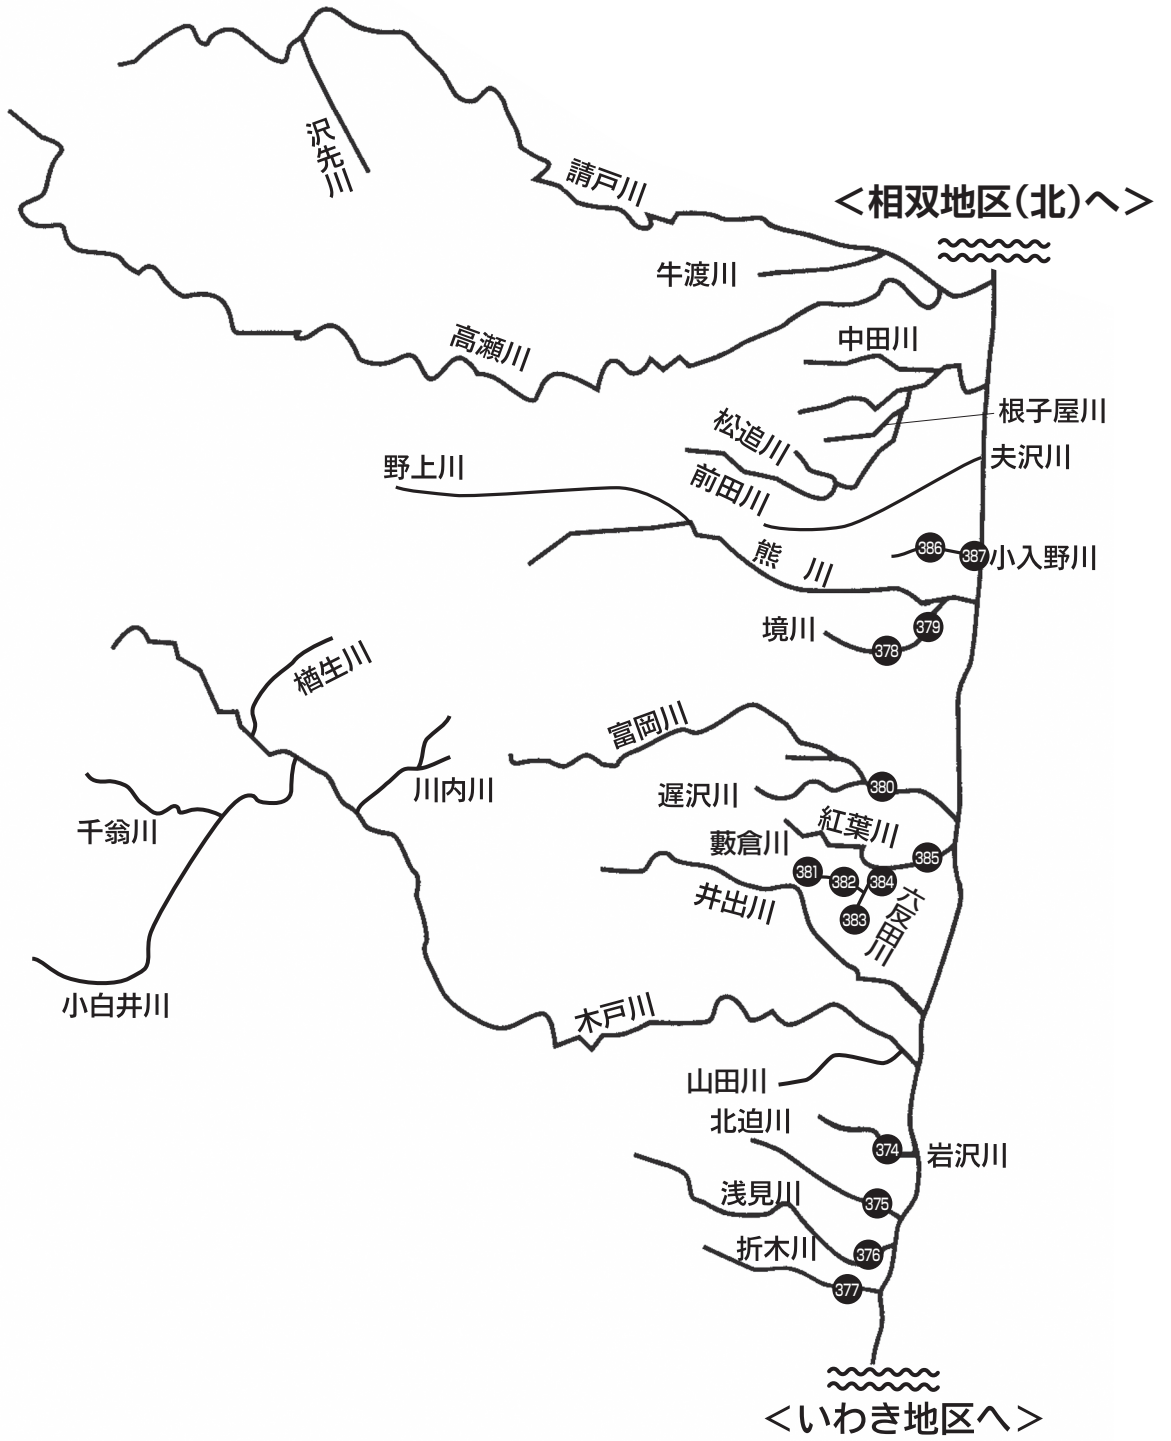 沢先川
請戸川
＜相双地区(北)へ＞
牛渡川
高瀬川
中田川
根子屋川
松追川
夫沢川
野上川
前田川
熊川
386
387
小入野川
境川
379
378
楢生川
富岡川
川内川
遅沢川
380
千翁川
紅葉川
藪倉川
385
381
382
384
383
六反田川
井出川
小白井川
木戸川
山田川
北迫川
374
岩沢川
浅見川
375
折木川
376
377
＜いわき地区へ＞